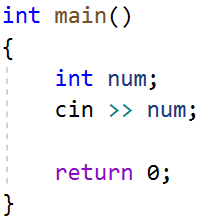 int main()
{
    int num;
    cin >> num;

    return 0;
}